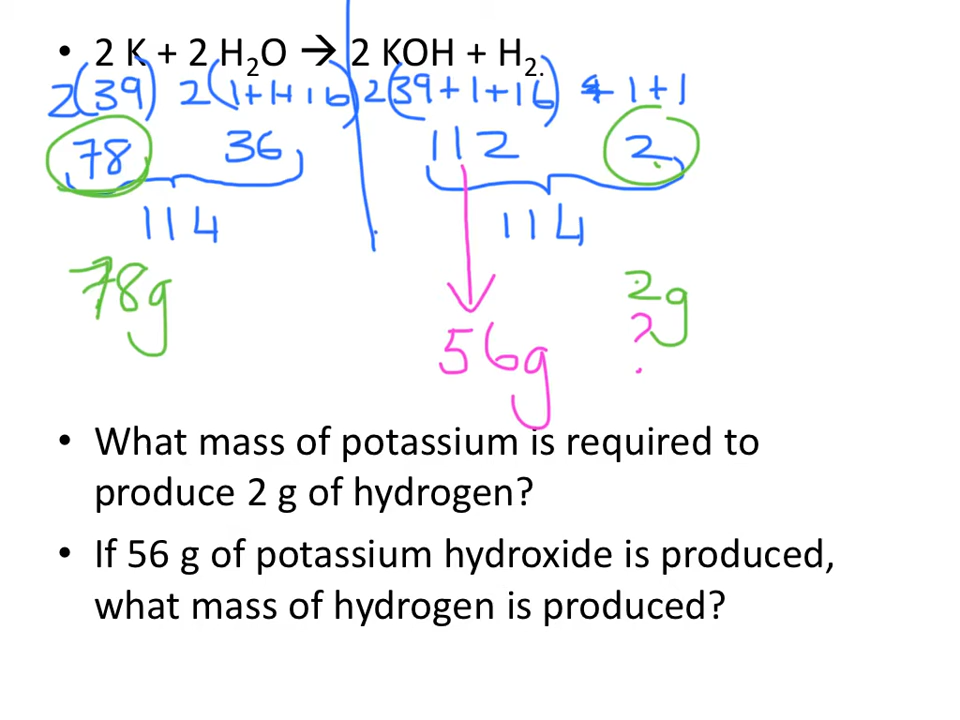 • 2 K + 2 H₂O → 2 KOH + H₂.
2(39) 2(1+1+16) 2(39+1+16) + 1+1
78 36 112 2
114 114
78g 56g 2g
?
• What mass of potassium is required to
produce 2 g of hydrogen?
• If 56 g of potassium hydroxide is produced,
what mass of hydrogen is produced?